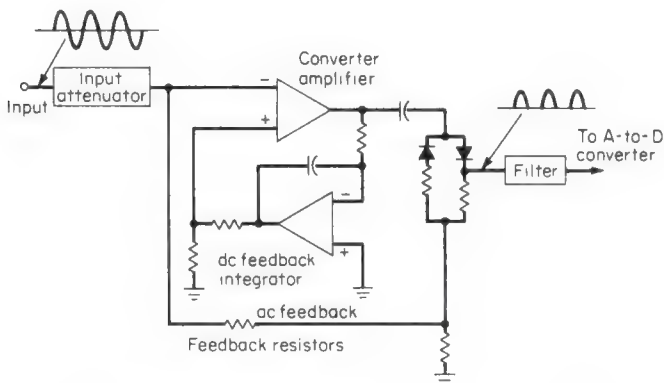 Input
Input
attenuator
Converter
amplifier
−
+
−
+
dc feedback
integrator
ac feedback
Feedback resistors
Filter
To A-to-D
converter